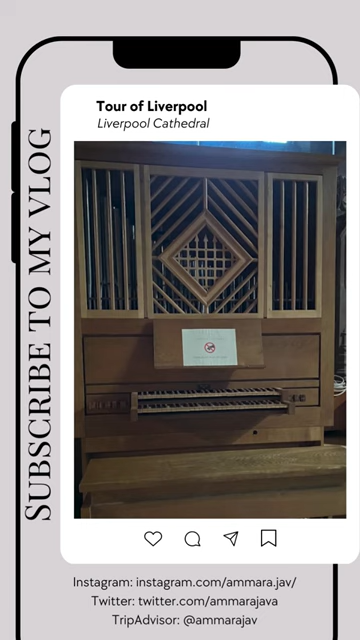 Tour of Liverpool
Liverpool Cathedral
SUBSCRIBE TO MY VLOG
Instagram: instagram.com/ammara.jav/
Twitter: twitter.com/ammarajava
TripAdvisor: @ammarajav